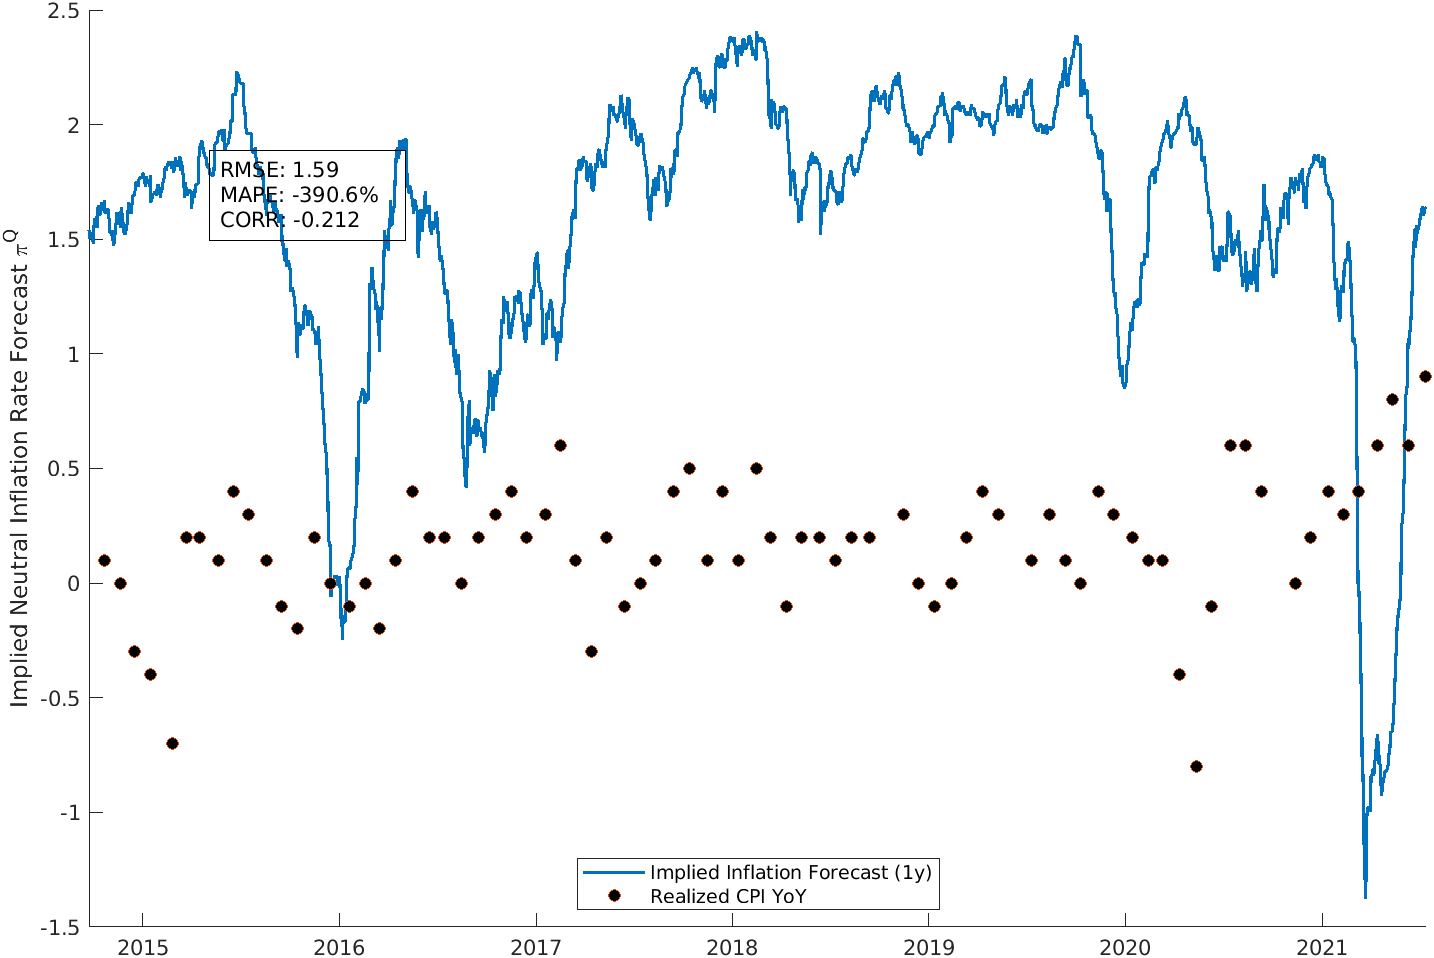 2.5
2
1.5
1
0.5
0
-0.5
-1
-1.5
Implied Neutral Inflation Rate Forecast π^Q
RMSE: 1.59
MAPE: -390.6%
CORR: -0.212
Implied Inflation Forecast (1y)
Realized CPI YoY
2015 2016 2017 2018 2019 2020 2021